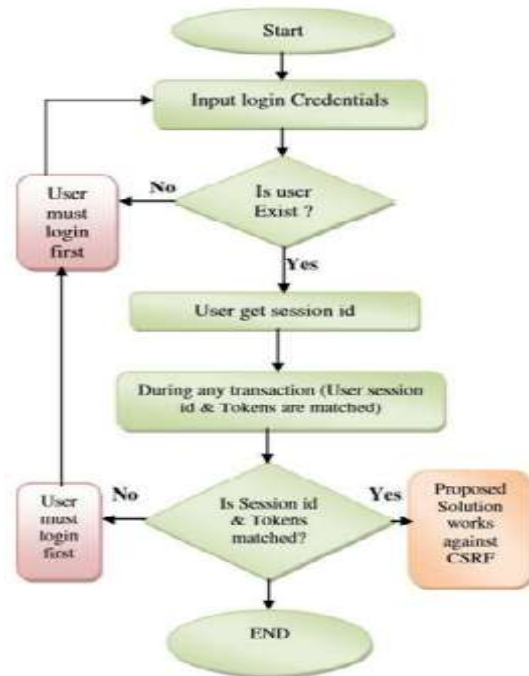 Start
Input login Credentials
No
Is user
Exist ?
User
must
login
first
Yes
User get session id
During any transaction (User session
id & Tokens are matched)
User
must
login
first
No
Is Session id
& Tokens
matched?
Yes
Proposed
Solution
works
against
CSRF
END